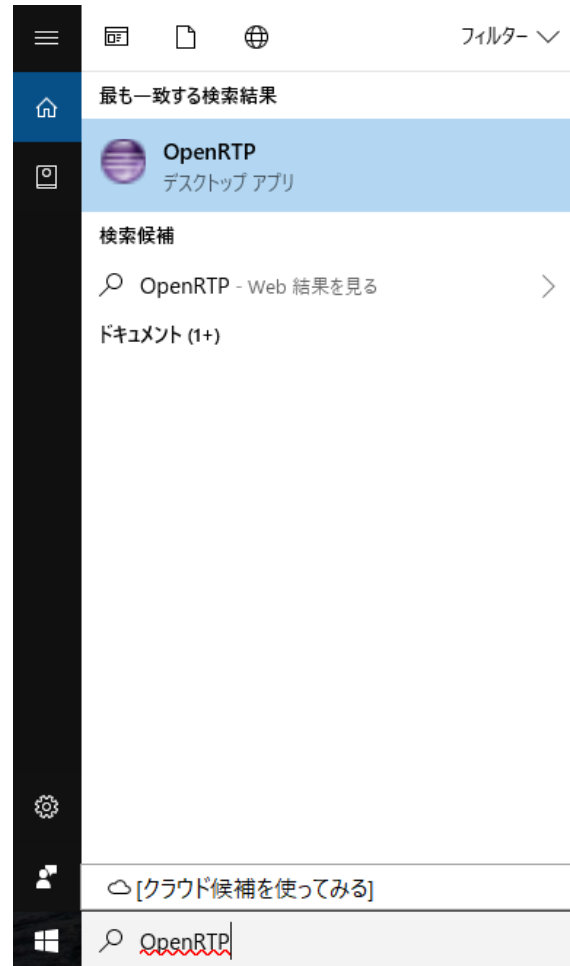 フィルター
最も一致する検索結果
OpenRTP
デスクトップ アプリ
検索候補
OpenRTP - Web 結果を見る
ドキュメント (1+)
[クラウド候補を使ってみる]
OpenRTP